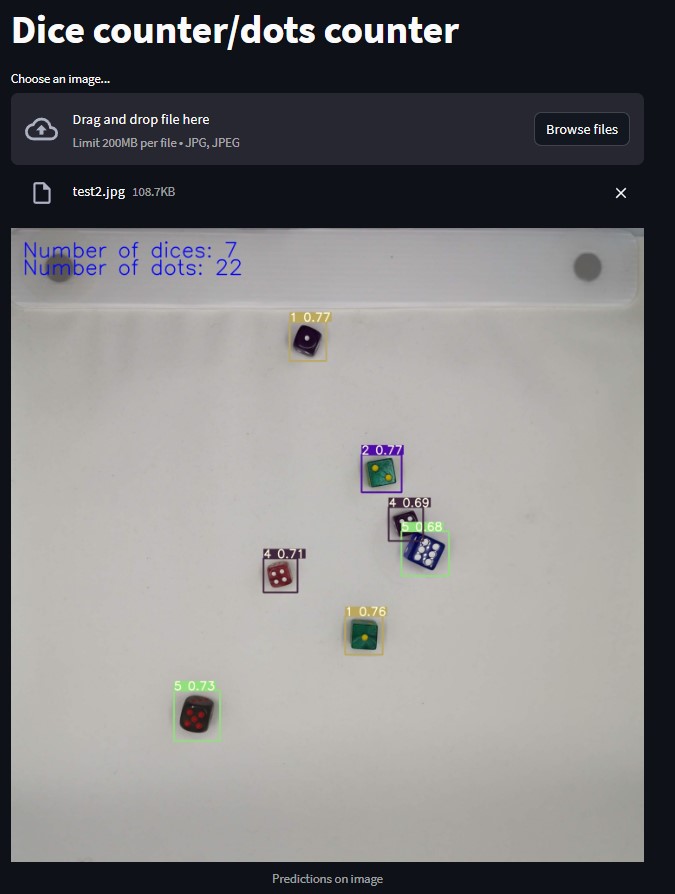 Dice counter/dots counter
Choose an image...
Drag and drop file here
Limit 200MB per file • JPG, JPEG
Browse files
test2.jpg 108.7KB
Number of dices: 7
Number of dots: 22
1 0.77
2 0.77
4 0.69
5 0.68
4 0.71
1 0.76
5 0.73
Predictions on image